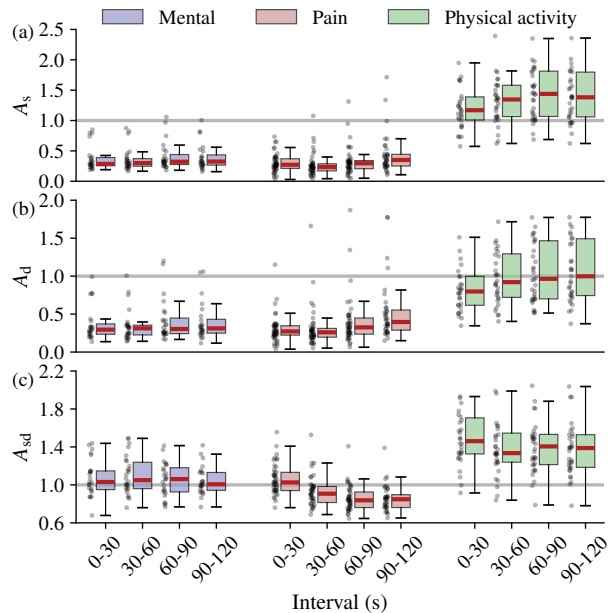 Mental Pain Physical activity
(a)
A_s
2.5
2.0
1.5
1.0
0.5
0.0
(b)
A_d
2.0
1.5
1.0
0.5
0.0
(c)
A_sd
2.2
1.8
1.4
1.0
0.6
0-30 30-60 60-90 90-120 0-30 30-60 60-90 90-120 0-30 30-60 60-90 90-120
Interval (s)